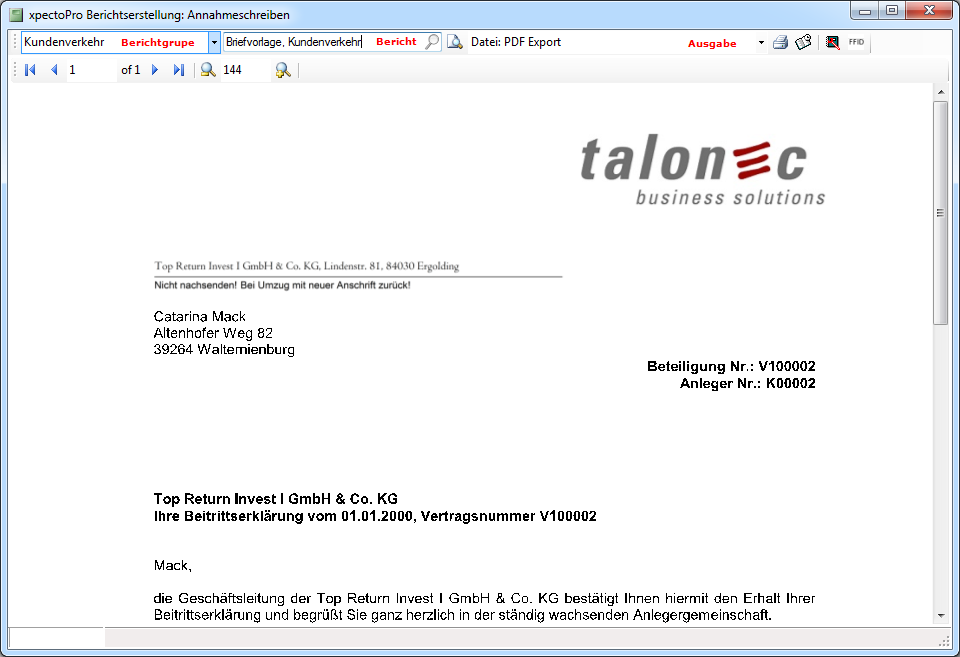 xpectoPro Berichtserstellung: Annahmeschreiben
Kundenverkehr Berichtgrupe Briefvorlage, Kundenverkehr Bericht Datei: PDF Export Ausgabe FFID
1 of 1 144
talonec
business solutions
Top Return Invest I GmbH & Co. KG, Lindenstr. 81, 84030 Ergolding
Nicht nachsenden! Bei Umzug mit neuer Anschrift zurück!
Catarina Mack
Altenhofer Weg 82
39264 Walternienburg
Beteiligung Nr.: V100002
Anleger Nr.: K00002
Top Return Invest I GmbH & Co. KG
Ihre Beitrittserklärung vom 01.01.2000, Vertragsnummer V100002
Mack,
die Geschäftsleitung der Top Return Invest I GmbH & Co. KG bestätigt Ihnen hiermit den Erhalt Ihrer
Beitrittserklärung und begrüßt Sie ganz herzlich in der ständig wachsenden Anlegergemeinschaft.